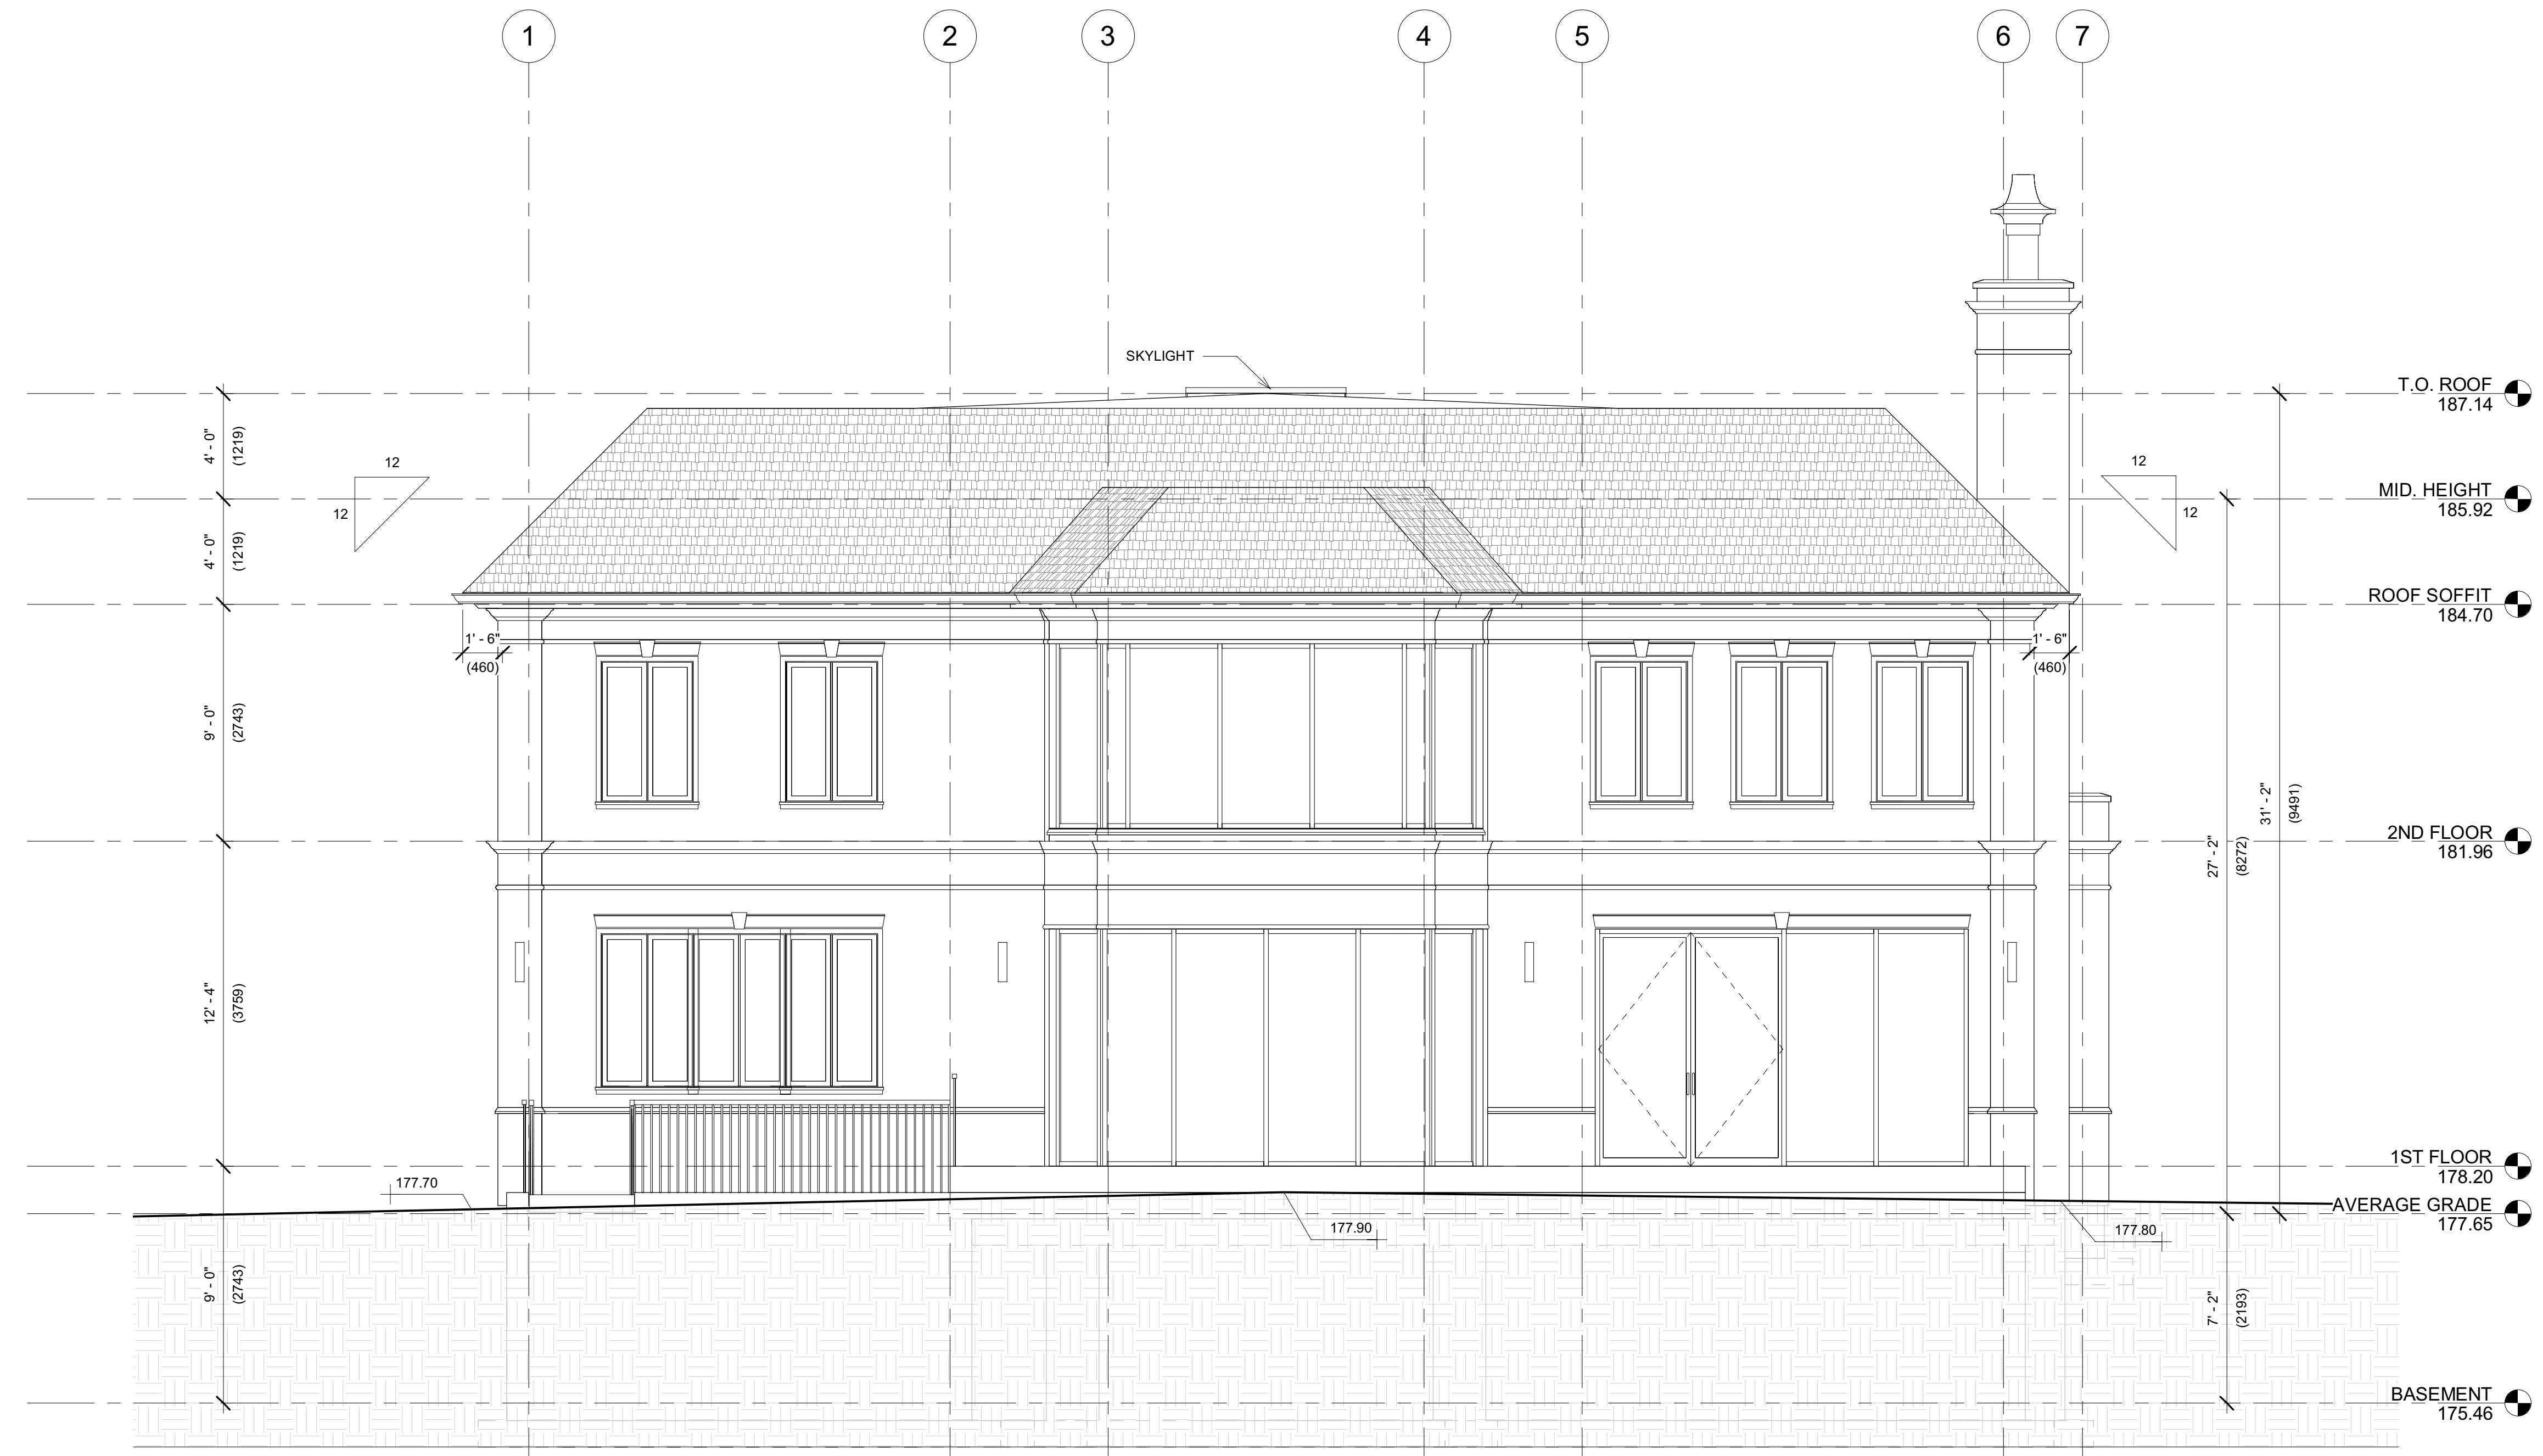 1 2 3 4 5 6 7
SKYLIGHT
T.O. ROOF
187.14
4' - 0"
(1219)
12
12
12
12
MID. HEIGHT
185.92
4' - 0"
(1219)
ROOF SOFFIT
184.70
1' - 6"
(460)
1' - 6"
(460)
9' - 0"
(2743)
31' - 2"
(9491)
27' - 2"
(8272)
2ND FLOOR
181.96
12' - 4"
(3759)
1ST FLOOR
178.20
177.70
AVERAGE GRADE
177.65
177.90
177.80
9' - 0"
(2743)
7' - 2"
(2193)
BASEMENT
175.46